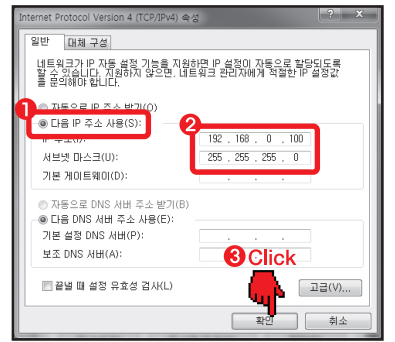 Internet Protocol Version 4 (TCP/IPv4) 속성
일반 대체 구성
네트워크가 IP 자동 설정 기능을 지원하면 IP 설정이 자동으로 할당되도록
할 수 있습니다. 지원하지 않으면, 네트워크 관리자에게 적절한 IP 설정값
을 문의해야 합니다.
자동으로 IP 주소 받기(O)
1
다음 IP 주소 사용(S):
2
IP 주소(I): 192 . 168 . 0 . 100
서브넷 마스크(U): 255 . 255 . 255 . 0
기본 게이트웨이(D): . . .
자동으로 DNS 서버 주소 받기(B)
다음 DNS 서버 주소 사용(E):
기본 설정 DNS 서버(P): . . .
보조 DNS 서버(A): . . .
3 Click
끝낼 때 설정 유효성 검사(L)
고급(V)...
확인 취소